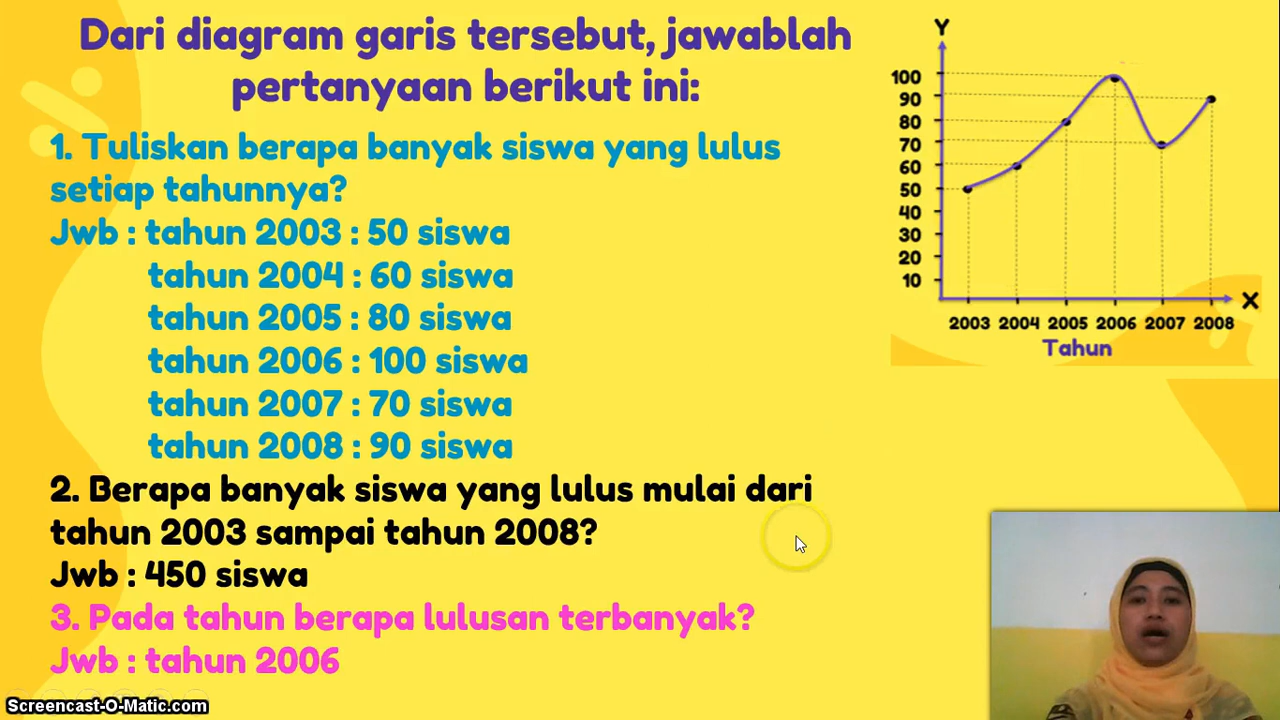 Dari diagram garis tersebut, jawablah
pertanyaan berikut ini:
1. Tuliskan berapa banyak siswa yang lulus
setiap tahunnya?
Jwb : tahun 2003 : 50 siswa
tahun 2004 : 60 siswa
tahun 2005 : 80 siswa
tahun 2006 : 100 siswa
tahun 2007 : 70 siswa
tahun 2008 : 90 siswa
2. Berapa banyak siswa yang lulus mulai dari
tahun 2003 sampai tahun 2008?
Jwb : 450 siswa
3. Pada tahun berapa lulusan terbanyak?
Jwb : tahun 2006
Y
100
90
80
70
60
50
40
30
20
10
X
2003 2004 2005 2006 2007 2008
Tahun
Screencast-O-Matic.com